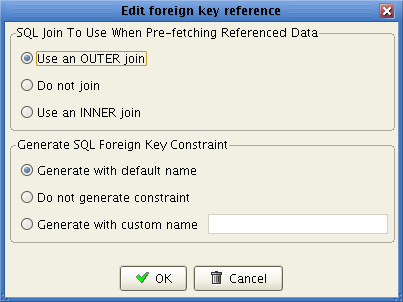 Edit foreign key reference
SQL Join To Use When Pre-fetching Referenced Data
Use an OUTER join
Do not join
Use an INNER join
Generate SQL Foreign Key Constraint
Generate with default name
Do not generate constraint
Generate with custom name
OK
Cancel